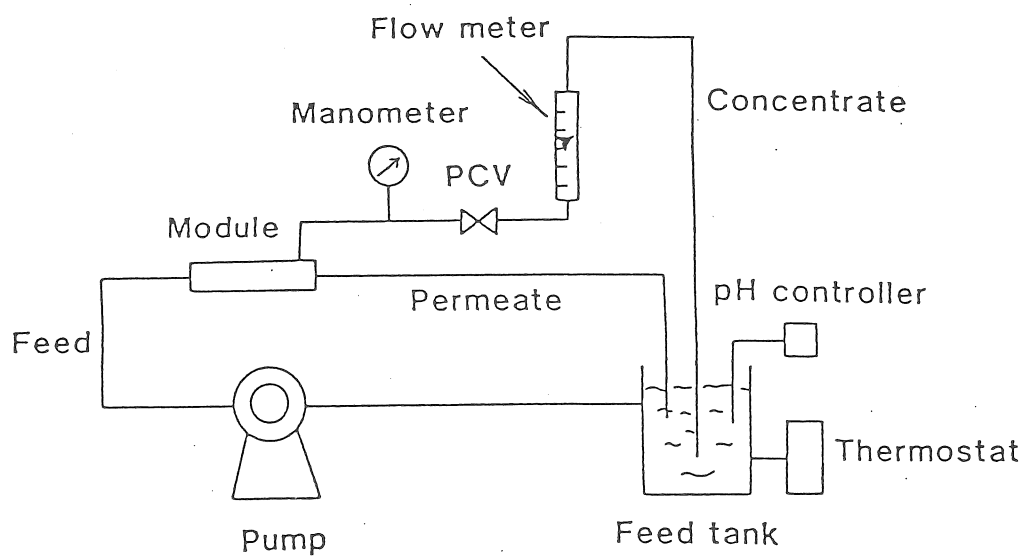 Flow meter
Concentrate
Manometer
PCV
Module
Permeate
pH controller
Feed
Thermostat
Pump
Feed tank